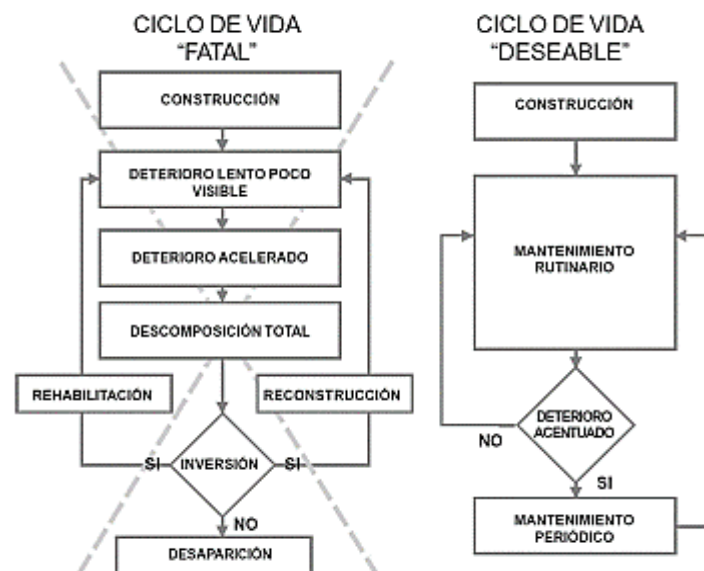 CICLO DE VIDA
“FATAL”
CONSTRUCCIÓN
DETERIORO LENTO POCO
VISIBLE
DETERIORO ACELERADO
DESCOMPOSICIÓN TOTAL
REHABILITACIÓN
RECONSTRUCCIÓN
SI
INVERSIÓN
SI
NO
DESAPARICIÓN
CICLO DE VIDA
“DESEABLE”
CONSTRUCCIÓN
MANTENIMIENTO
RUTINARIO
DETERIORO
ACENTUADO
NO
SI
MANTENIMIENTO
PERIÓDICO